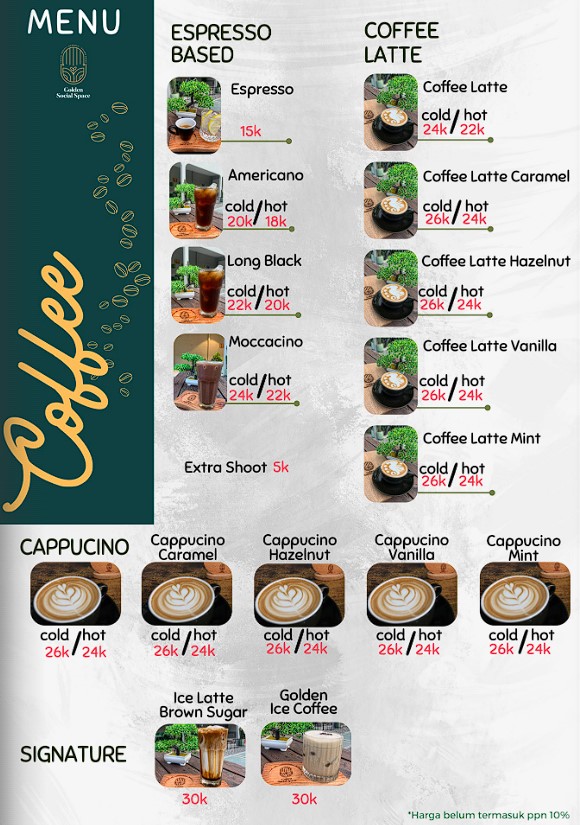 MENU
Golden
Social Space
Coffee
ESPRESSO
BASED
Espresso
15k
Americano
cold/hot
20k 18k
Long Black
cold/hot
22k 20k
Moccacino
cold/hot
24k 22k
Extra Shoot 5k
COFFEE
LATTE
Coffee Latte
cold/hot
24k 22k
Coffee Latte Caramel
cold/hot
26k 24k
Coffee Latte Hazelnut
cold/hot
26k 24k
Coffee Latte Vanilla
cold/hot
26k 24k
Coffee Latte Mint
cold/hot
26k 24k
CAPPUCINO
cold/hot
26k 24k
Cappucino
Caramel
cold/hot
26k 24k
Cappucino
Hazelnut
cold/hot
26k 24k
Cappucino
Vanilla
cold/hot
26k 24k
Cappucino
Mint
cold/hot
26k 24k
SIGNATURE
Ice Latte
Brown Sugar
30k
Golden
Ice Coffee
30k
*Harga belum termasuk ppn 10%